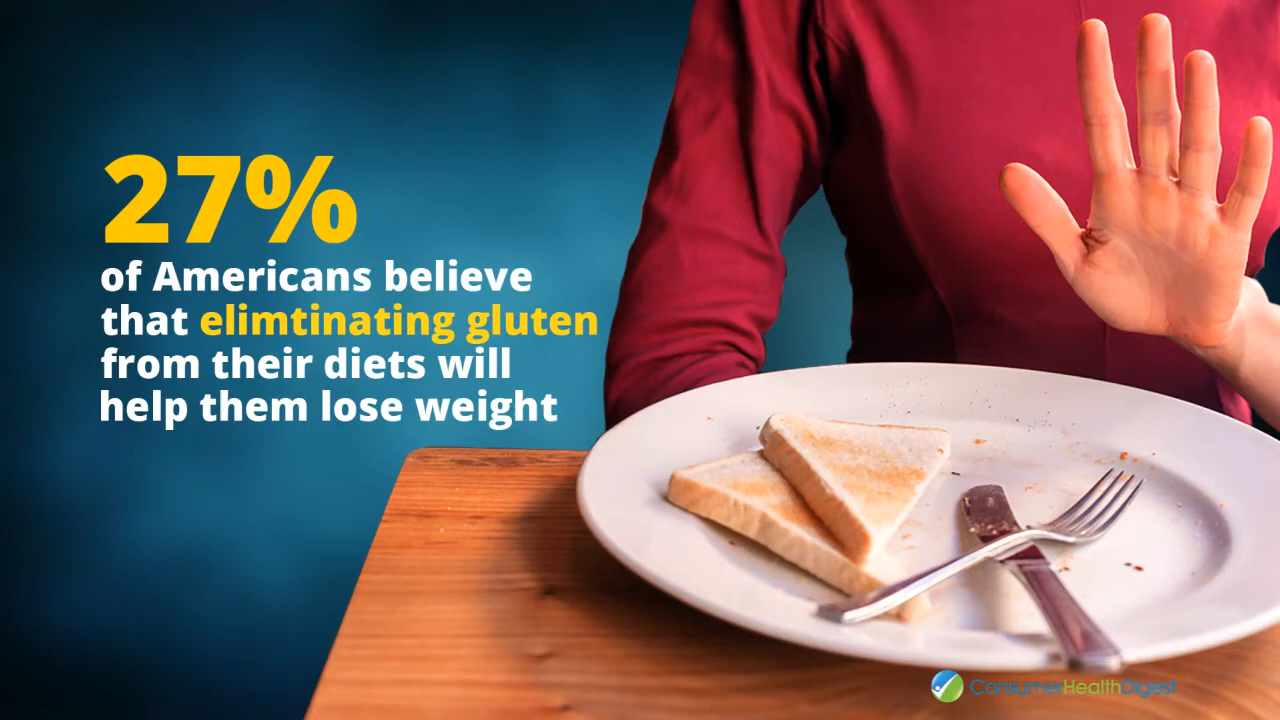 27%
of Americans believe
that elimtinating gluten
from their diets will
help them lose weight
ConsumerHealthDigest